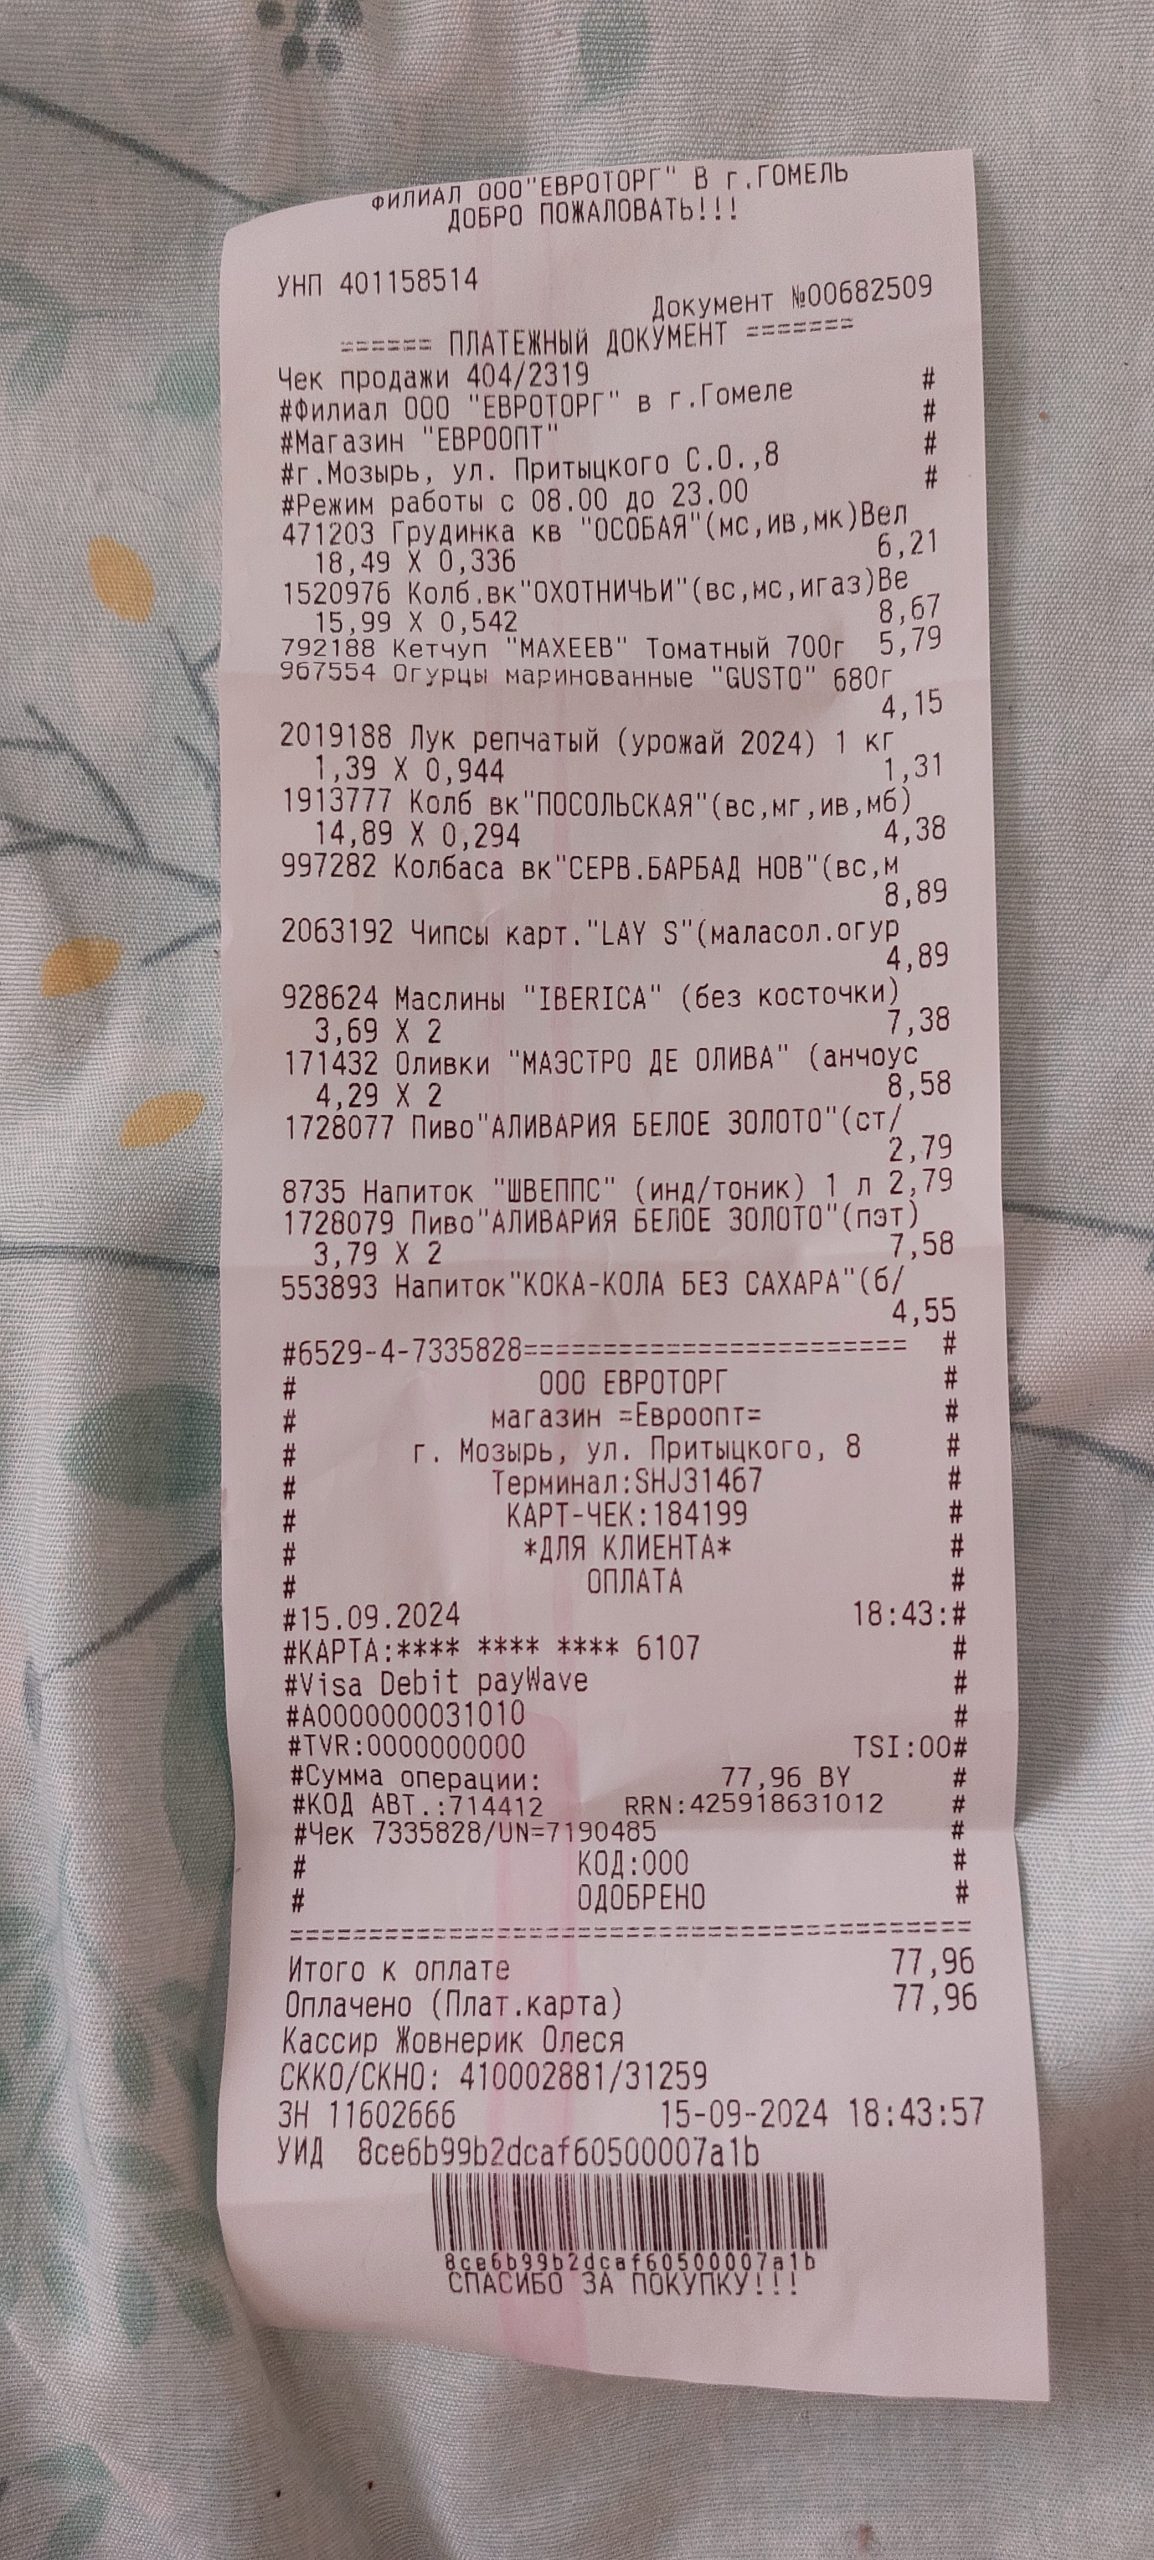 ФИЛИАЛ ООО"ЕВРОТОРГ" В г.ГОМЕЛЬ
ДОБРО ПОЖАЛОВАТЬ!!!
УНП 401158514
Документ №00682509
====== ПЛАТЕЖНЫЙ ДОКУМЕНТ =======
Чек продажи 404/2319
#Филиал ООО "ЕВРОТОРГ" в г.Гомеле #
#Магазин "ЕВРООПТ" #
#г.Мозырь, ул. Притыцкого С.О.,8 #
#Режим работы с 08.00 до 23.00 #
471203 Грудинка кв "ОСОБАЯ"(мс,ив,мк)Вел
18,49 X 0,336 6,21
1520976 Колб.вк"ОХОТНИЧЬИ"(вс,мс,игаз)Ве
15,99 X 0,542 8,67
792188 Кетчуп "МАХЕЕВ" Томатный 700г 5,79
967554 Огурцы маринованные "GUSTO" 680г
4,15
2019188 Лук репчатый (урожай 2024) 1 кг
1,39 X 0,944 1,31
1913777 Колб вк"ПОСОЛЬСКАЯ"(вс,мг,ив,мб)
14,89 X 0,294 4,38
997282 Колбаса вк"СЕРВ.БАРБАД НОВ"(вс,м
8,89
2063192 Чипсы карт."LAY S"(маласол.огур
4,89
928624 Маслины "IBERICA" (без косточки)
3,69 X 2 7,38
171432 Оливки "МАЭСТРО ДЕ ОЛИВА" (анчоус
4,29 X 2 8,58
1728077 Пиво"АЛИВАРИЯ БЕЛОЕ ЗОЛОТО"(ст/
2,79
8735 Напиток "ШВЕППС" (инд/тоник) 1 л 2,79
1728079 Пиво"АЛИВАРИЯ БЕЛОЕ ЗОЛОТО"(пэт)
3,79 X 2 7,58
553893 Напиток"КОКА-КОЛА БЕЗ САХАРА"(б/
4,55
#6529-4-7335828======================== #
# ООО ЕВРОТОРГ #
# магазин =Евроопт= #
# г. Мозырь, ул. Притыцкого, 8 #
# Терминал:SHJ31467 #
# КАРТ-ЧЕК:184199 #
# *ДЛЯ КЛИЕНТА* #
# ОПЛАТА #
#15.09.2024 18:43:#
#КАРТА:**** **** **** 6107 #
#Visa Debit payWave #
#A0000000031010 #
#TVR:0000000000 TSI:00#
#Сумма операции: 77,96 BY #
#КОД АВТ.:714412 RRN:425918631012 #
#Чек 7335828/UN=7190485 #
# КОД:000 #
# ОДОБРЕНО #
===========================================
Итого к оплате 77,96
Оплачено (Плат.карта) 77,96
Кассир Жовнерик Олеся
СККО/СКНО: 410002881/31259
ЗН 11602666 15-09-2024 18:43:57
УИД 8ce6b99b2dcaf60500007a1b
8ce6b99b2dcaf60500007a1b
СПАСИБО ЗА ПОКУПКУ!!!